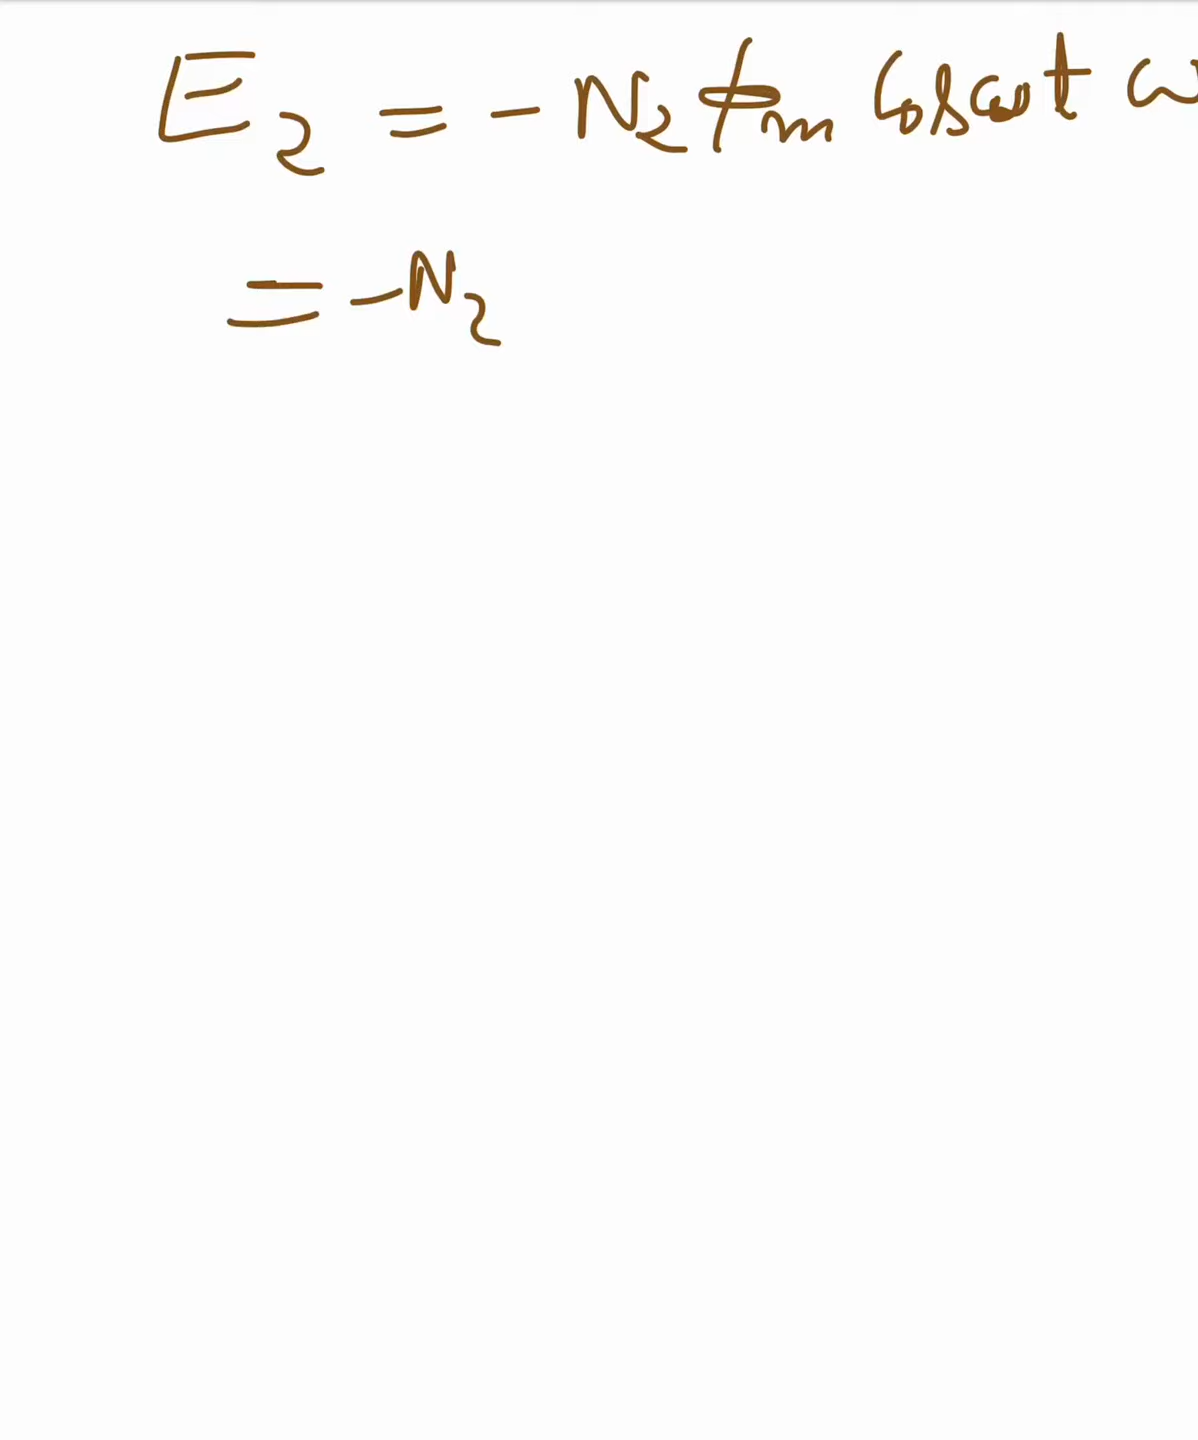 E₂ = - N₂ ϕₘ Cos ωt ω
= -N₂